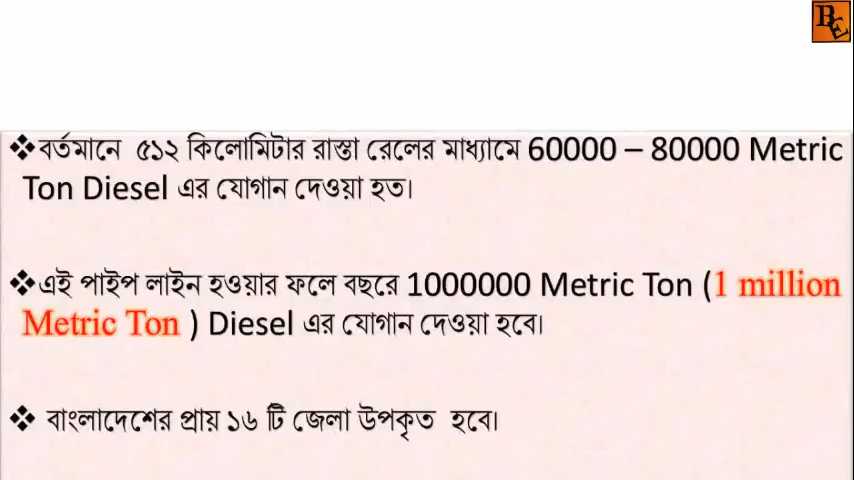 BE
❖বর্তমানে ৫১২ কিলোমিটার রাস্তা রেলের মাধ্যামে 60000 – 80000 Metric
Ton Diesel এর যোগান দেওয়া হত।
❖এই পাইপ লাইন হওয়ার ফলে বছরে 1000000 Metric Ton (1 million
Metric Ton ) Diesel এর যোগান দেওয়া হবে।
❖ বাংলাদেশের প্রায় ১৬ টি জেলা উপকৃত হবে।